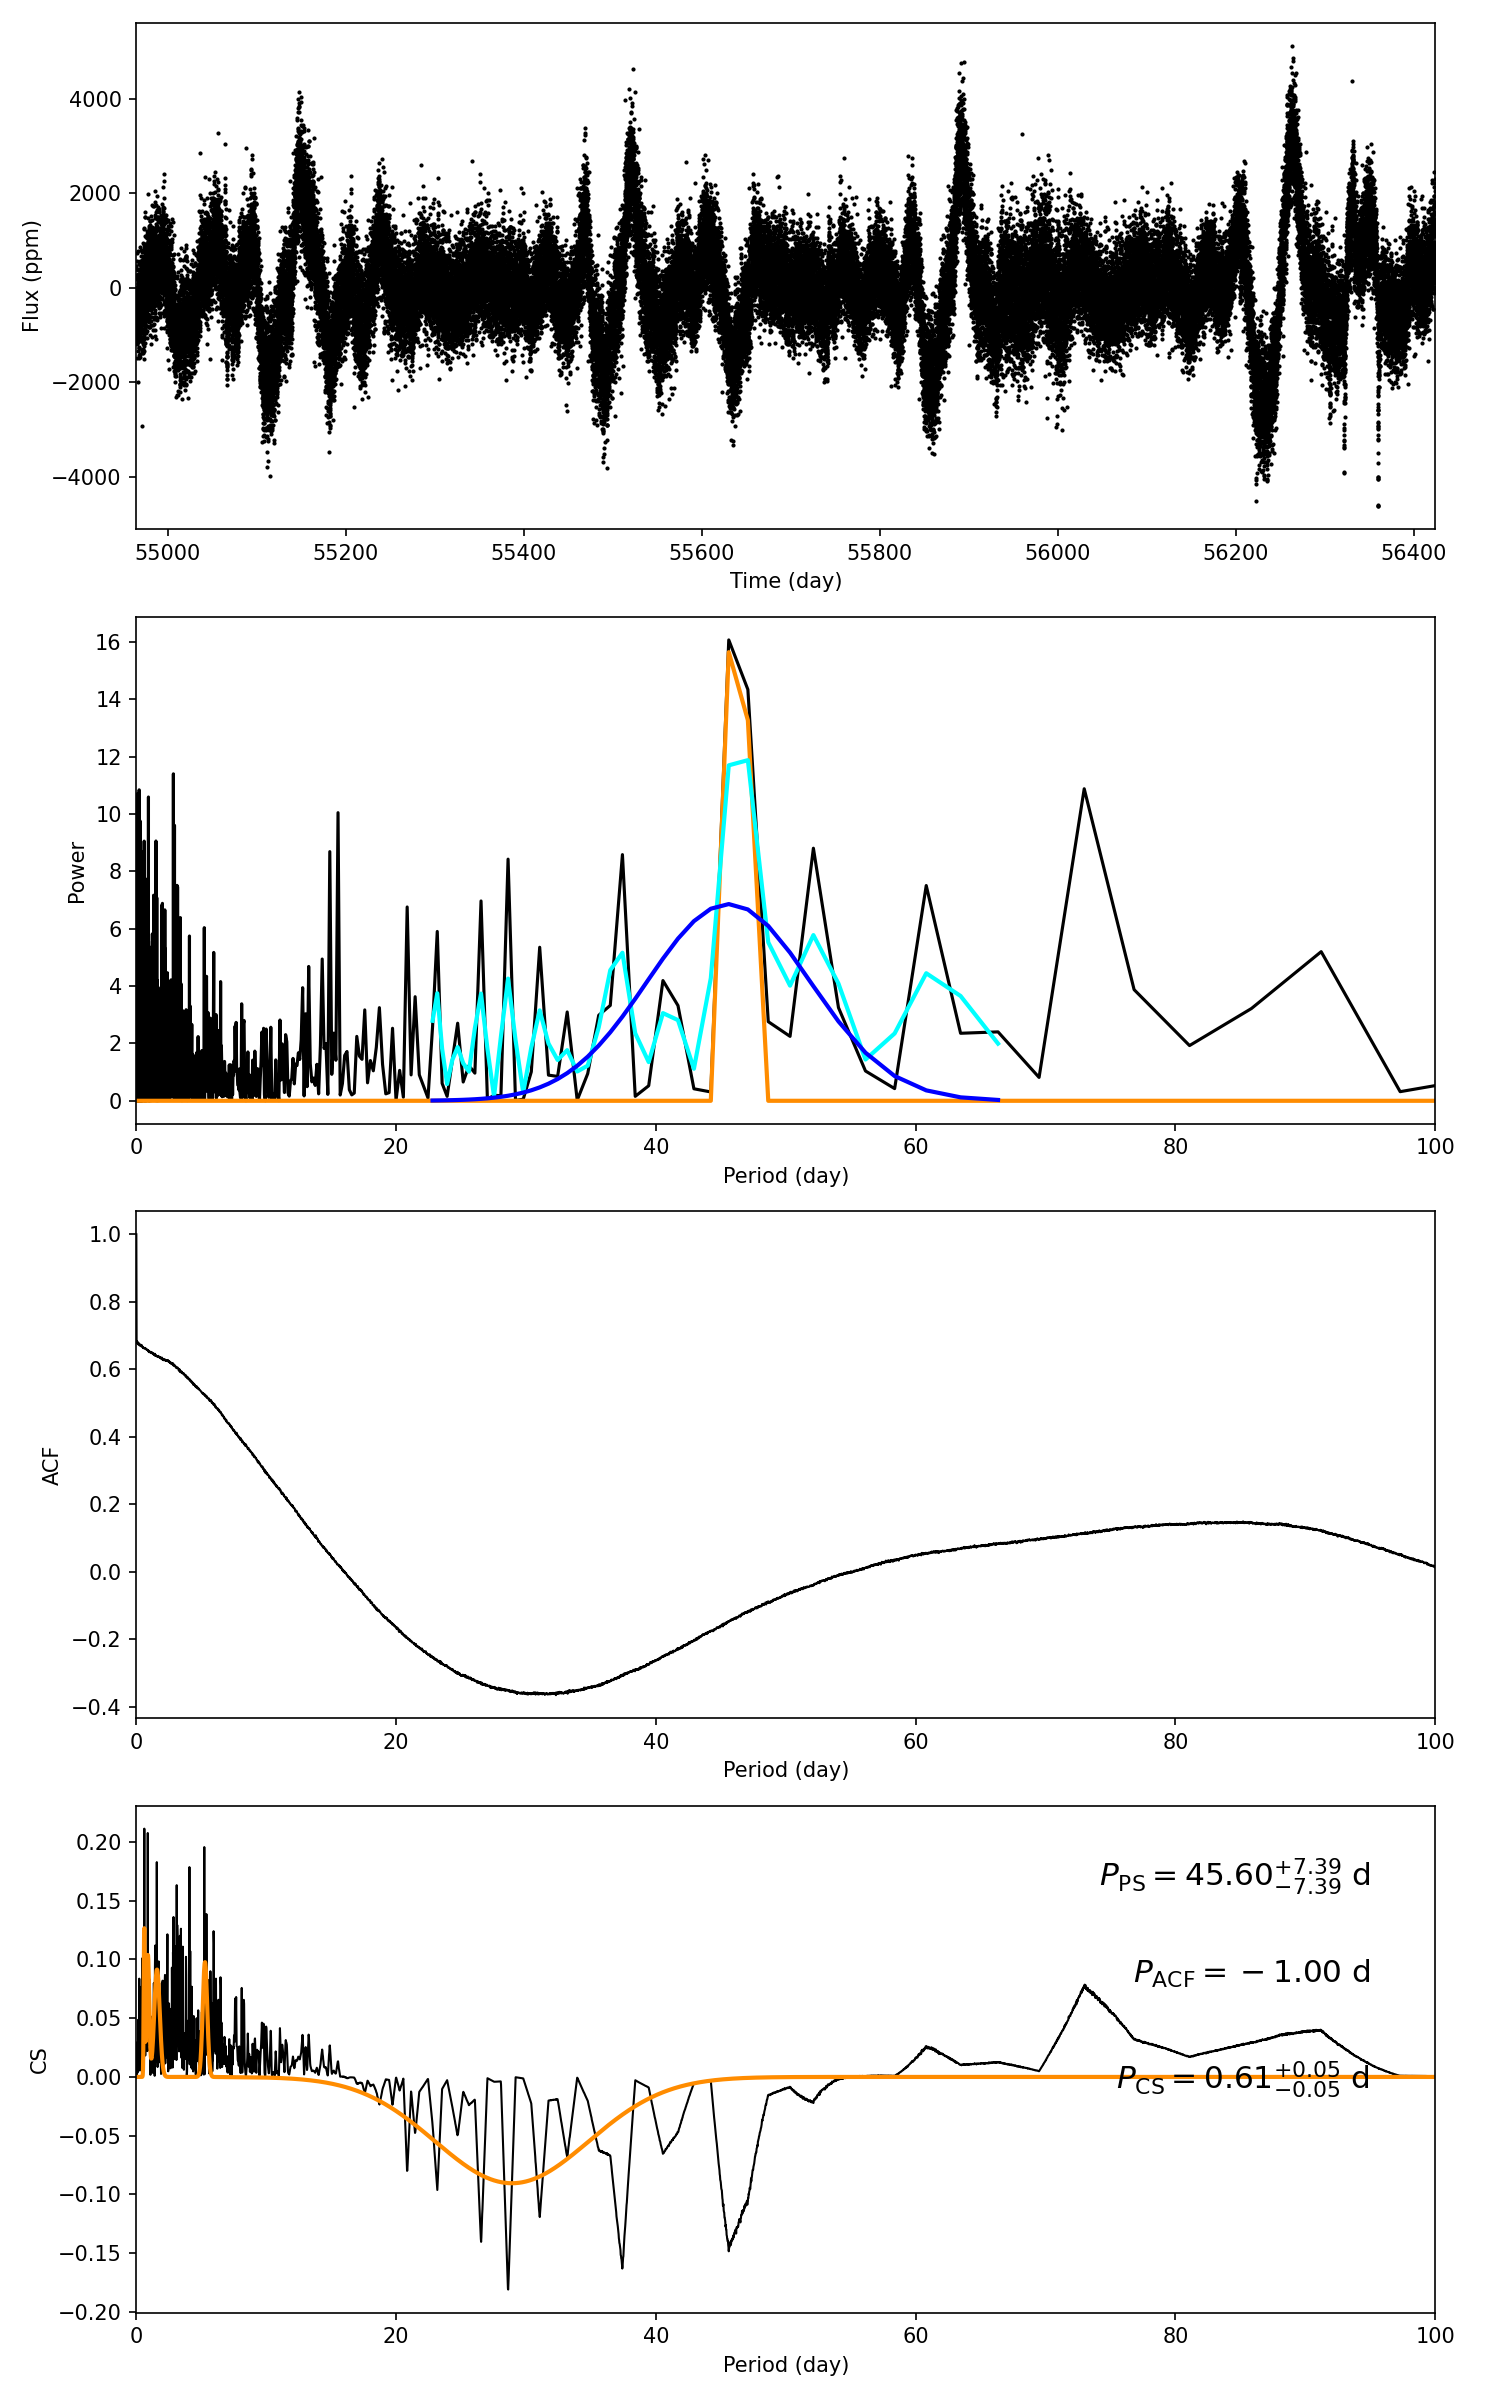 4000
2000
0
−2000
−4000
Flux (ppm)
55000 55200 55400 55600 55800 56000 56200 56400
Time (day)
16
14
12
10
8
6
4
2
0
Power
0 20 40 60 80 100
Period (day)
1.0
0.8
0.6
0.4
0.2
0.0
−0.2
−0.4
ACF
0 20 40 60 80 100
Period (day)
0.20
0.15
0.10
0.05
0.00
−0.05
−0.10
−0.15
−0.20
CS
P_PS = 45.60^{+7.39}_{−7.39} d
P_ACF = −1.00 d
P_CS = 0.61^{+0.05}_{−0.05} d
0 20 40 60 80 100
Period (day)